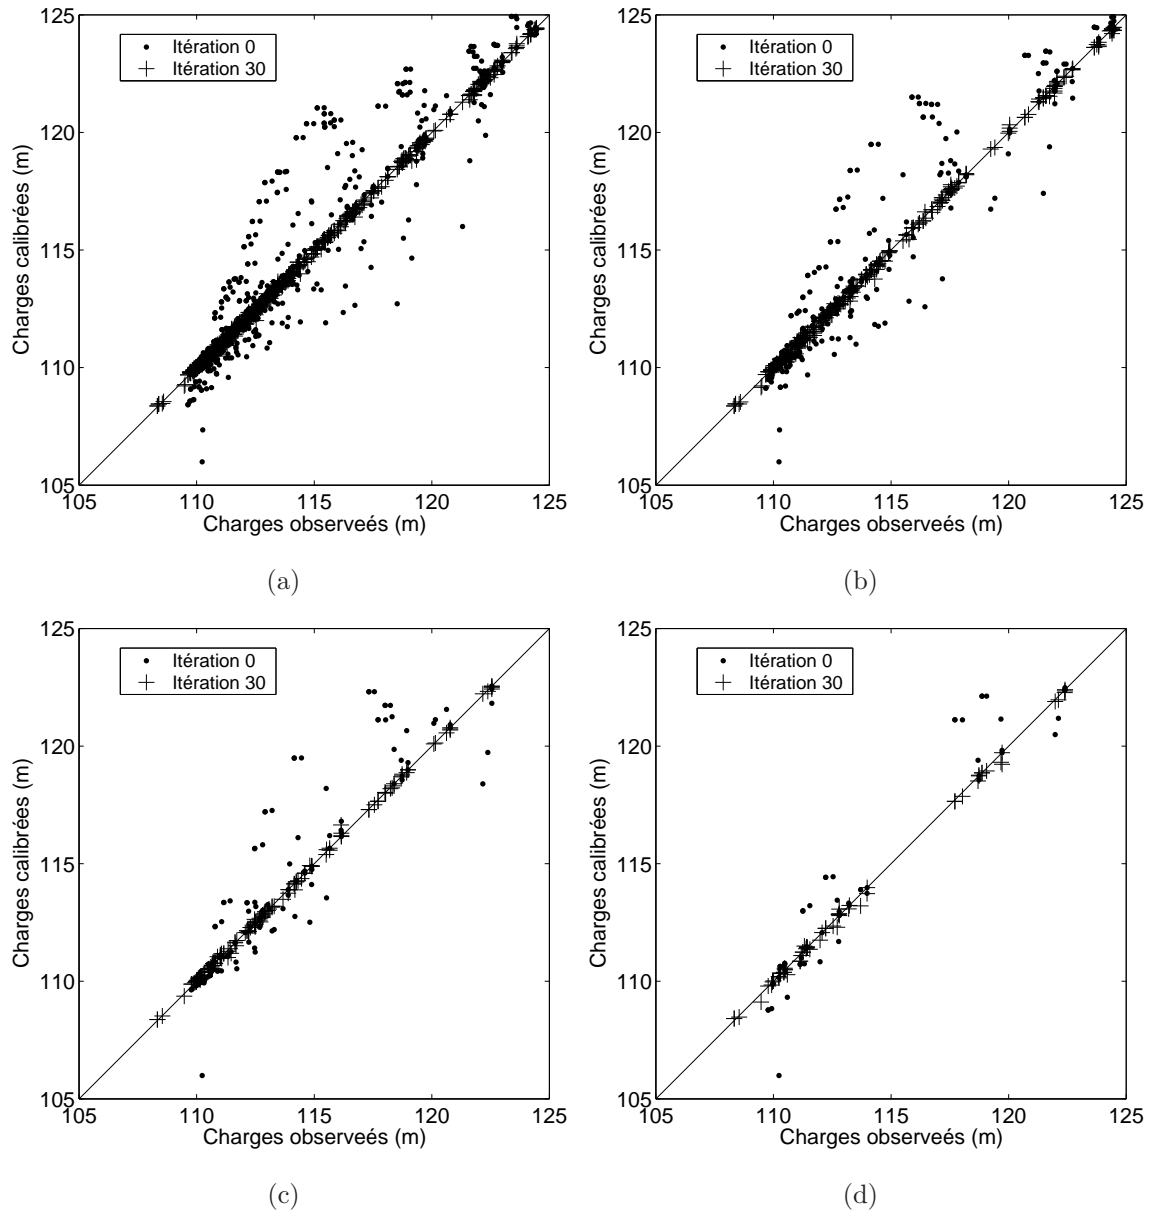 125
120
115
110
105
Charges calibrées (m)
Itération 0
Itération 30
105 110 115 120 125
Charges observeés (m)
(a)
125
120
115
110
105
Charges calibrées (m)
Itération 0
Itération 30
105 110 115 120 125
Charges observeés (m)
(b)
125
120
115
110
105
Charges calibrées (m)
Itération 0
Itération 30
105 110 115 120 125
Charges observeés (m)
(c)
125
120
115
110
105
Charges calibrées (m)
Itération 0
Itération 30
105 110 115 120 125
Charges observeés (m)
(d)